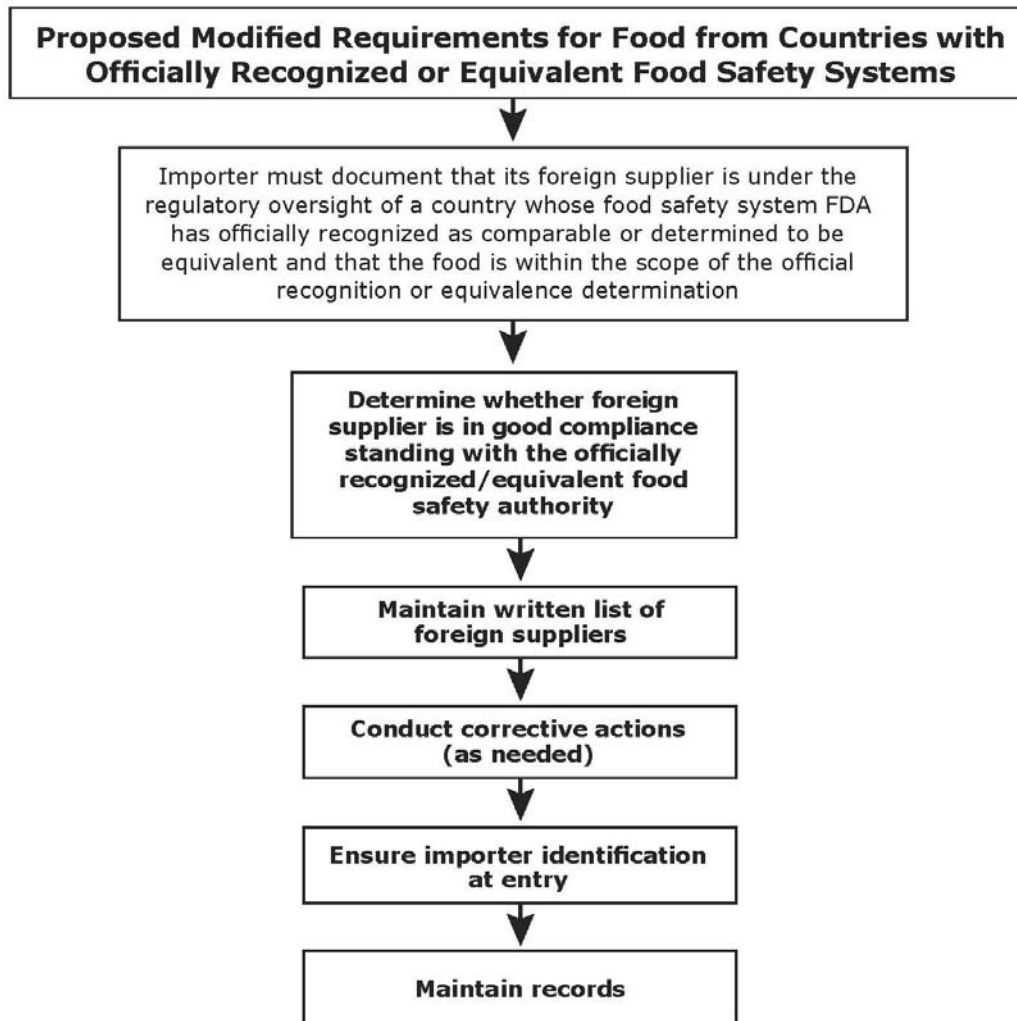 Proposed Modified Requirements for Food from Countries with
Officially Recognized or Equivalent Food Safety Systems
Importer must document that its foreign supplier is under the
regulatory oversight of a country whose food safety system FDA
has officially recognized as comparable or determined to be
equivalent and that the food is within the scope of the official
recognition or equivalence determination
Determine whether foreign
supplier is in good compliance
standing with the officially
recognized/equivalent food
safety authority
Maintain written list of
foreign suppliers
Conduct corrective actions
(as needed)
Ensure importer identification
at entry
Maintain records